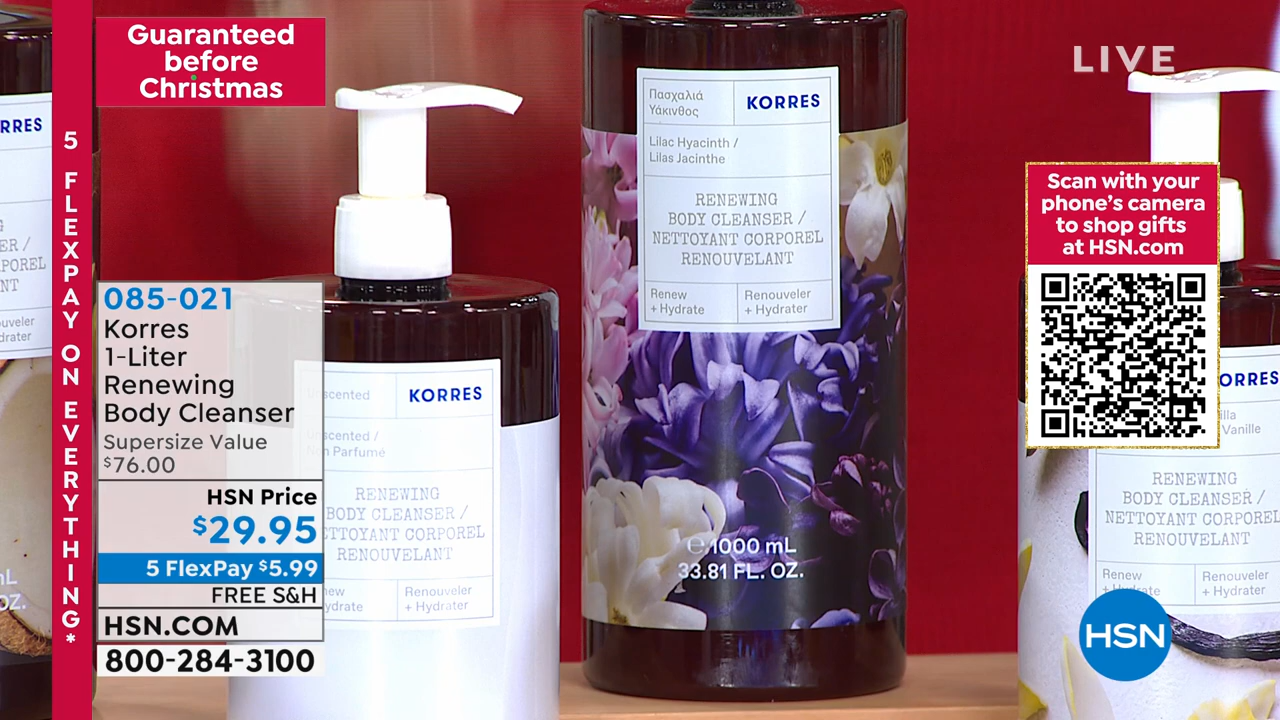 Guaranteed
before
Christmas
LIVE
5 FLEXPAY ON EVERYTHING*
085-021
Korres
1-Liter
Renewing
Body Cleanser
Supersize Value
$76.00
HSN Price
$29.95
5 FlexPay $5.99
FREE S&H
HSN.COM
800-284-3100
KORRES
Non Parfumé
RENEWING
BODY CLEANSER /
NETTOYANT CORPOREL
RENOUVELANT
Renouveler
+ Hydrater
Πασχαλιά
Υάκινθος
KORRES
Lilac Hyacinth /
Lilas Jacinthe
RENEWING
BODY CLEANSER /
NETTOYANT CORPOREL
RENOUVELANT
Renew
+ Hydrate
Renouveler
+ Hydrater
℮ 1000 mL
33.81 FL. OZ.
Scan with your
phone's camera
to shop gifts
at HSN.com
Vanille
RENEWING
BODY CLEANSER /
NETTOYANT CORPOREL
RENOUVELANT
Renew
+ Hydrate
Renouveler
+ Hydrater
HSN